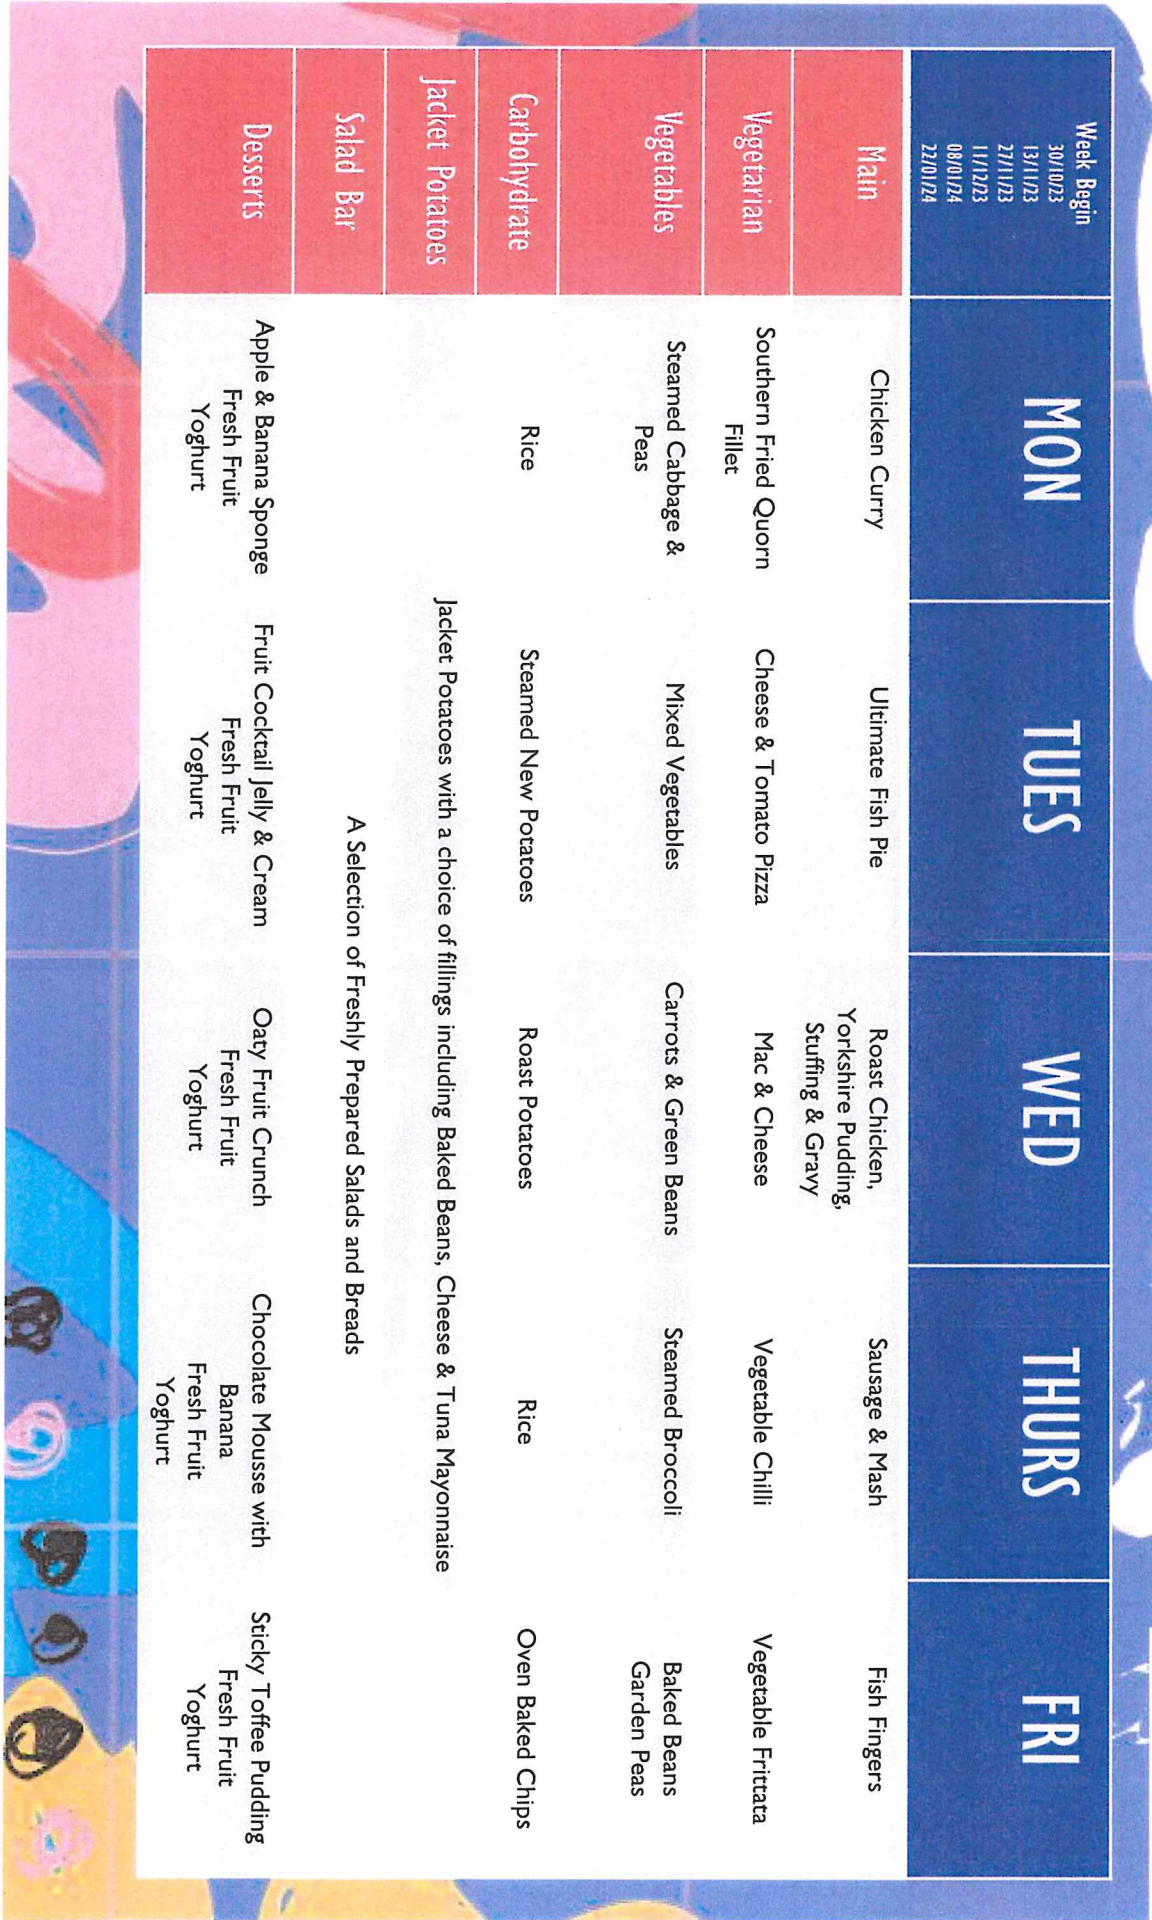 Week Begin
30/10/23
13/11/23
27/11/23
11/12/23
08/01/24
22/01/24
MON
TUES
WED
THURS
FRI
Main
Chicken Curry
Ultimate Fish Pie
Roast Chicken,
Yorkshire Pudding,
Stuffing & Gravy
Sausage & Mash
Fish Fingers
Vegetarian
Southern Fried Quorn
Fillet
Cheese & Tomato Pizza
Mac & Cheese
Vegetable Chilli
Vegetable Frittata
Vegetables
Steamed Cabbage &
Peas
Mixed Vegetables
Carrots & Green Beans
Steamed Broccoli
Baked Beans
Garden Peas
Carbohydrate
Rice
Steamed New Potatoes
Roast Potatoes
Rice
Oven Baked Chips
Jacket Potatoes
Jacket Potatoes with a choice of fillings including Baked Beans, Cheese & Tuna Mayonnaise
Salad Bar
A Selection of Freshly Prepared Salads and Breads
Desserts
Apple & Banana Sponge
Fresh Fruit
Yoghurt
Fruit Cocktail Jelly & Cream
Fresh Fruit
Yoghurt
Oaty Fruit Crunch
Fresh Fruit
Yoghurt
Chocolate Mousse with
Banana
Fresh Fruit
Yoghurt
Sticky Toffee Pudding
Fresh Fruit
Yoghurt